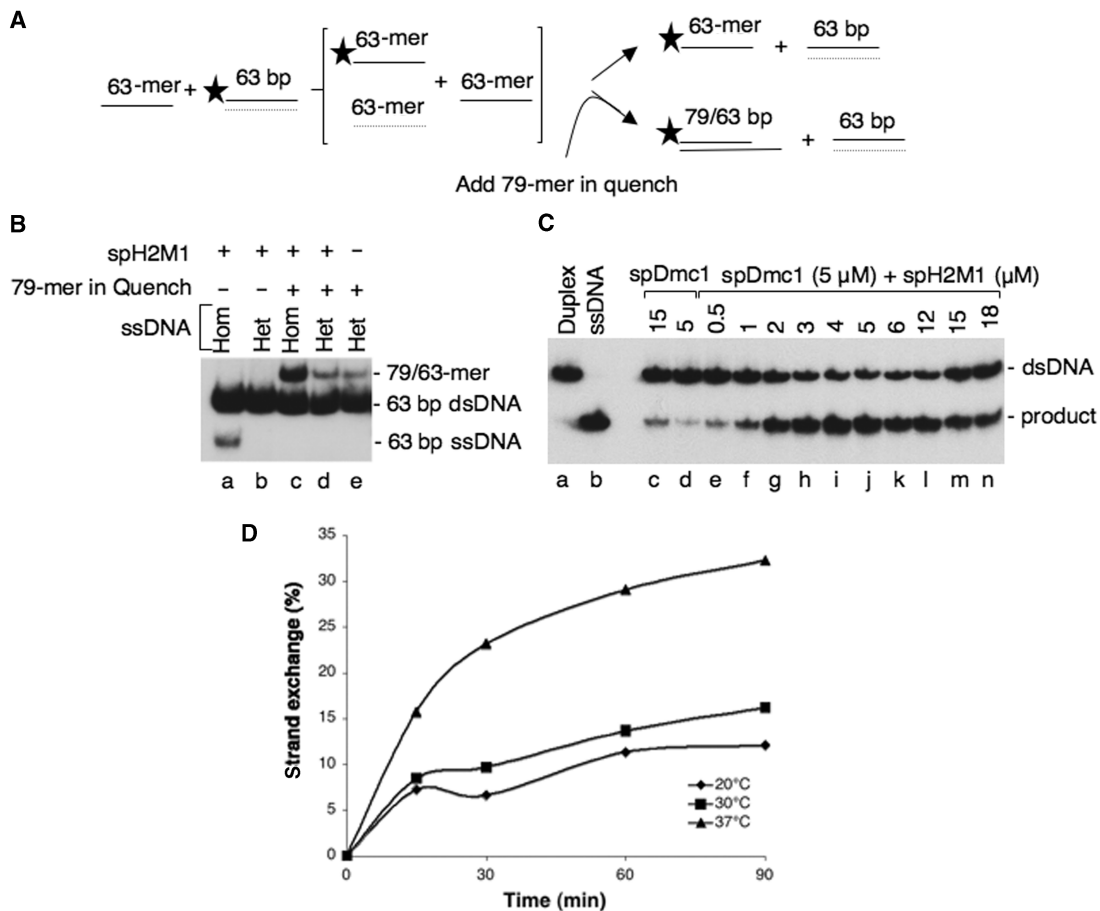 A
63-mer + 63 bp
63-mer
63-mer
+ 63-mer
63-mer + 63 bp
79/63 bp + 63 bp
Add 79-mer in quench
B
spH2M1 + + + + –
79-mer in Quench – – + + +
ssDNA Hom Het Hom Het Het
- 79/63-mer
- 63 bp dsDNA
- 63 bp ssDNA
a b c d e
C
Duplex
ssDNA
spDmc1 spDmc1 (5 µM) + spH2M1 (µM)
15 5 0.5 1 2 3 4 5 6 12 15 18
- dsDNA
- product
a b c d e f g h i j k l m n
D
Strand exchange (%)
35
30
25
20
15
10
5
0
0 30 60 90
Time (min)
20°C
30°C
37°C